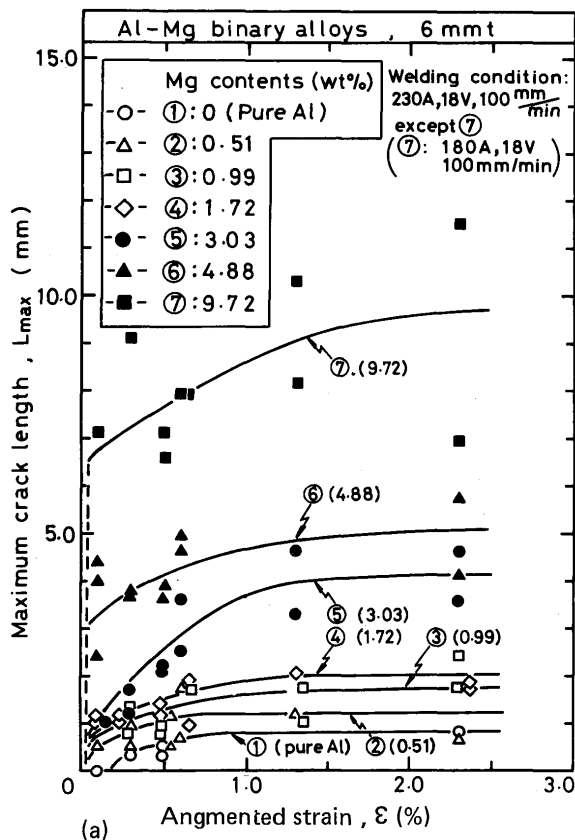 Al-Mg binary alloys , 6mmt
15.0
Mg contents (wt%)
①:0 (Pure Al)
②:0.51
③:0.99
④:1.72
⑤:3.03
⑥:4.88
⑦:9.72
Welding condition:
230A,18V,100 mm/min
except ⑦
(⑦: 180A,18V
100mm/min)
10.0
⑦.(9.72)
Maximum crack length , Lmax (mm)
⑥(4.88)
5.0
⑤(3.03)
④(1.72)
③(0.99)
①(pure Al)
②(0.51)
0
0
1.0
2.0
3.0
Angmented strain , ε (%)
(a)